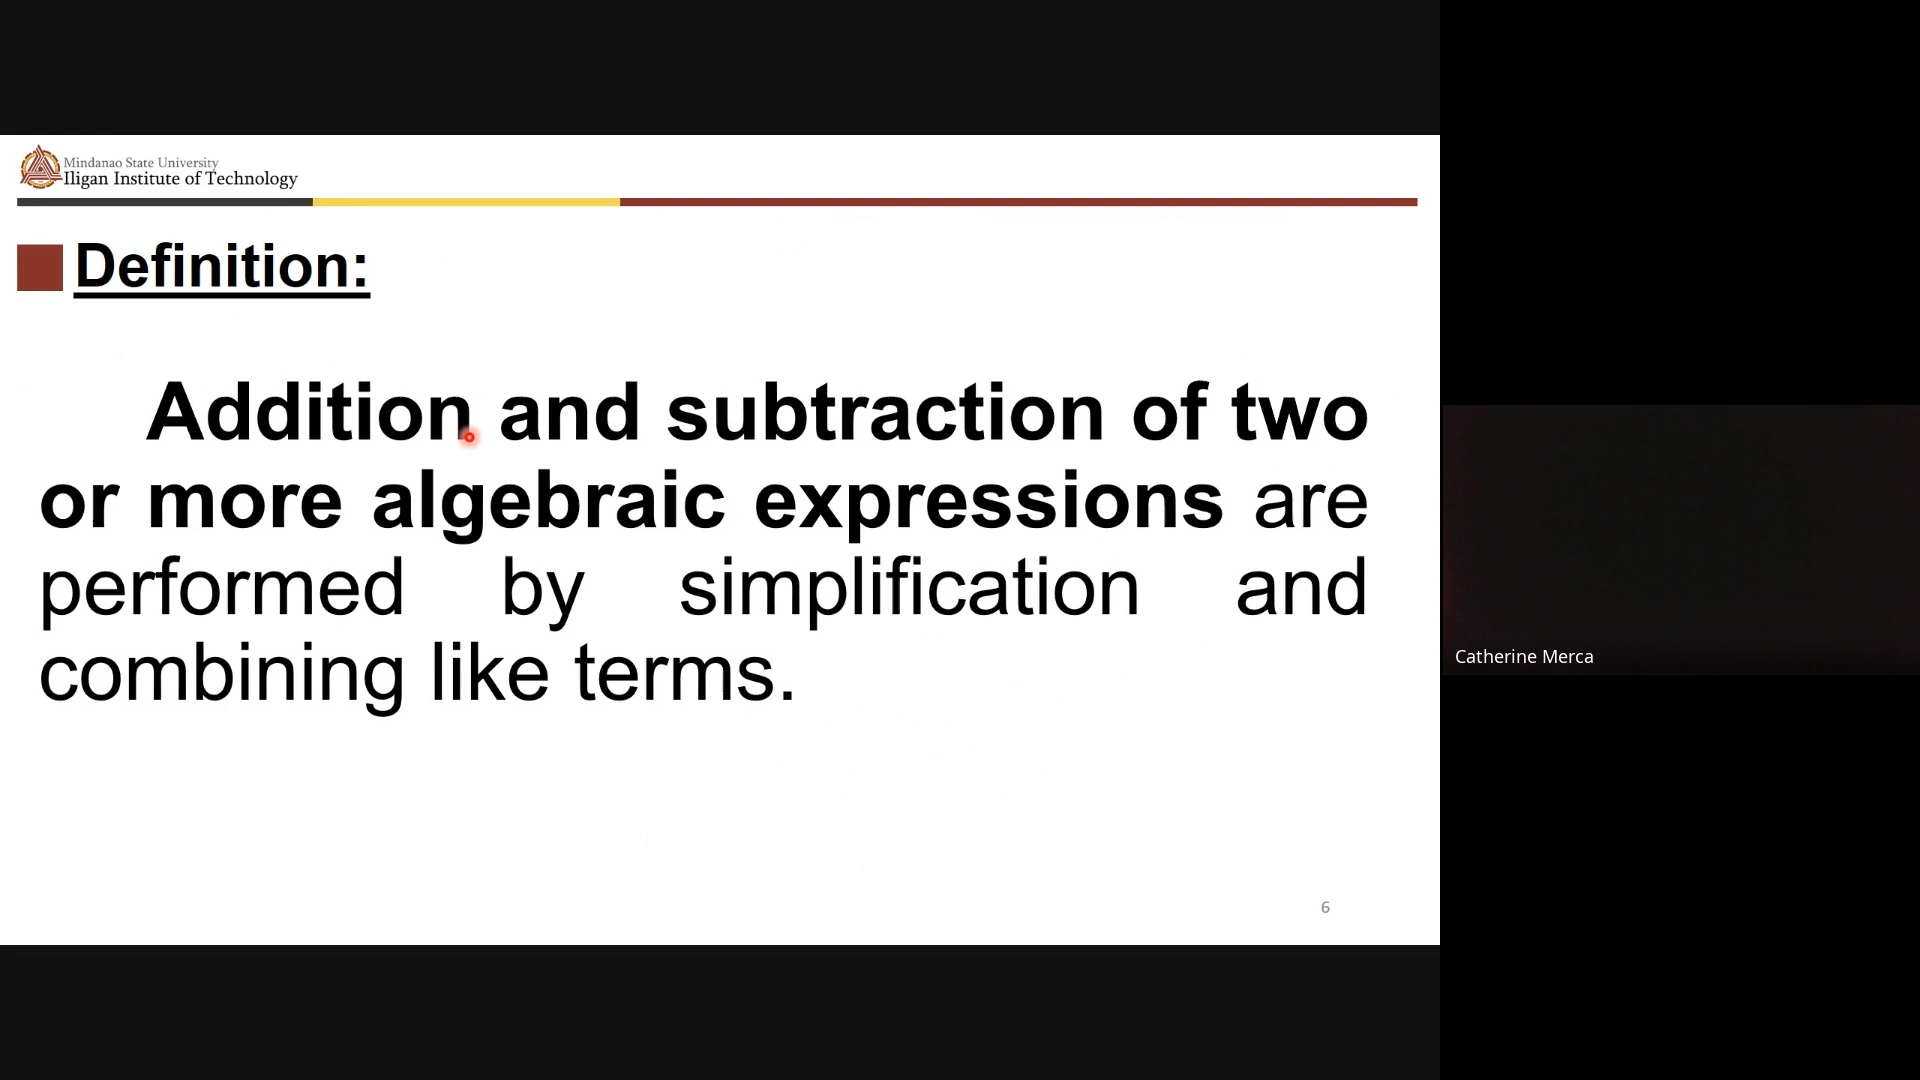 Mindanao State University
Iligan Institute of Technology
Definition:
Addition and subtraction of two
or more algebraic expressions are
performed by simplification and
combining like terms.
6
Catherine Merca